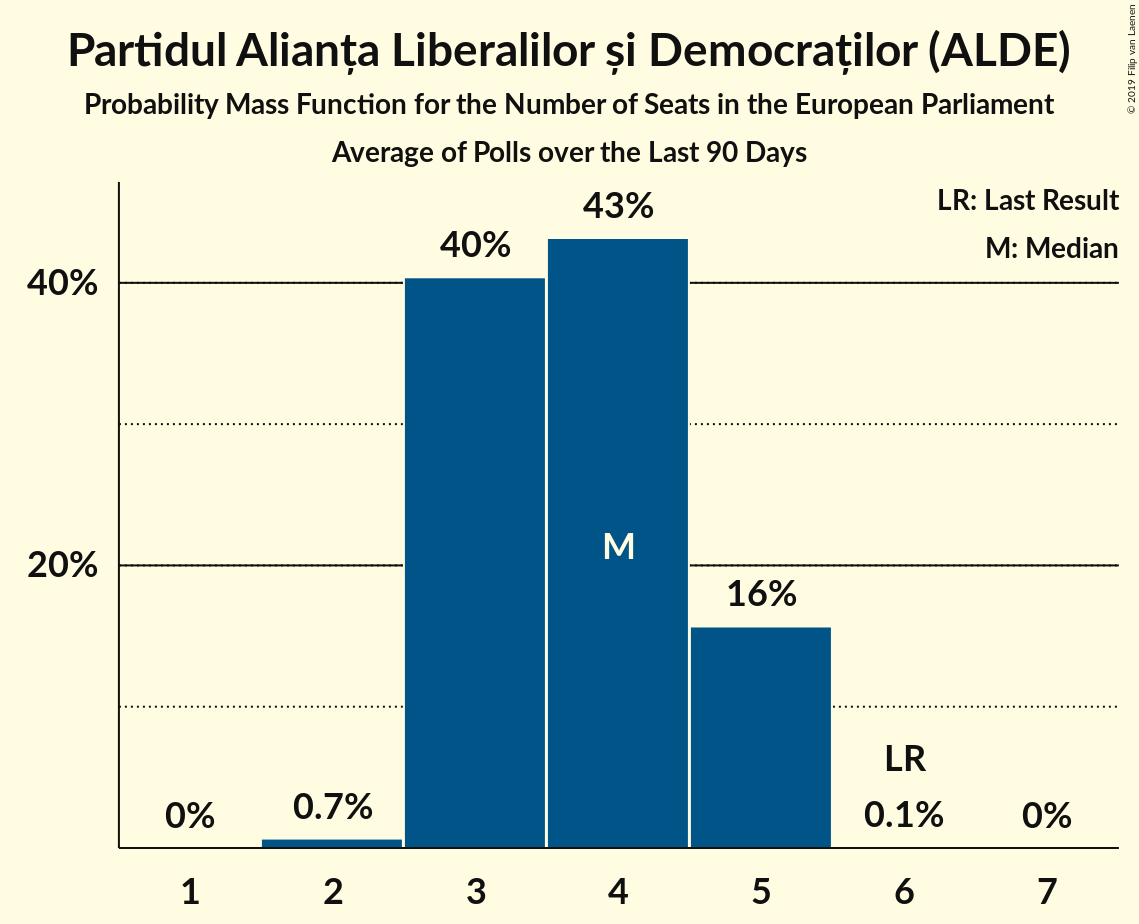 Partidul Alianța Liberalilor și Democraților (ALDE)
Probability Mass Function for the Number of Seats in the European Parliament
Average of Polls over the Last 90 Days
© 2019 Filip van Laenen
LR: Last Result
M: Median
43%
40%
40%
M
20%
16%
LR
0%
0.7%
0.1%
0%
1 2 3 4 5 6 7